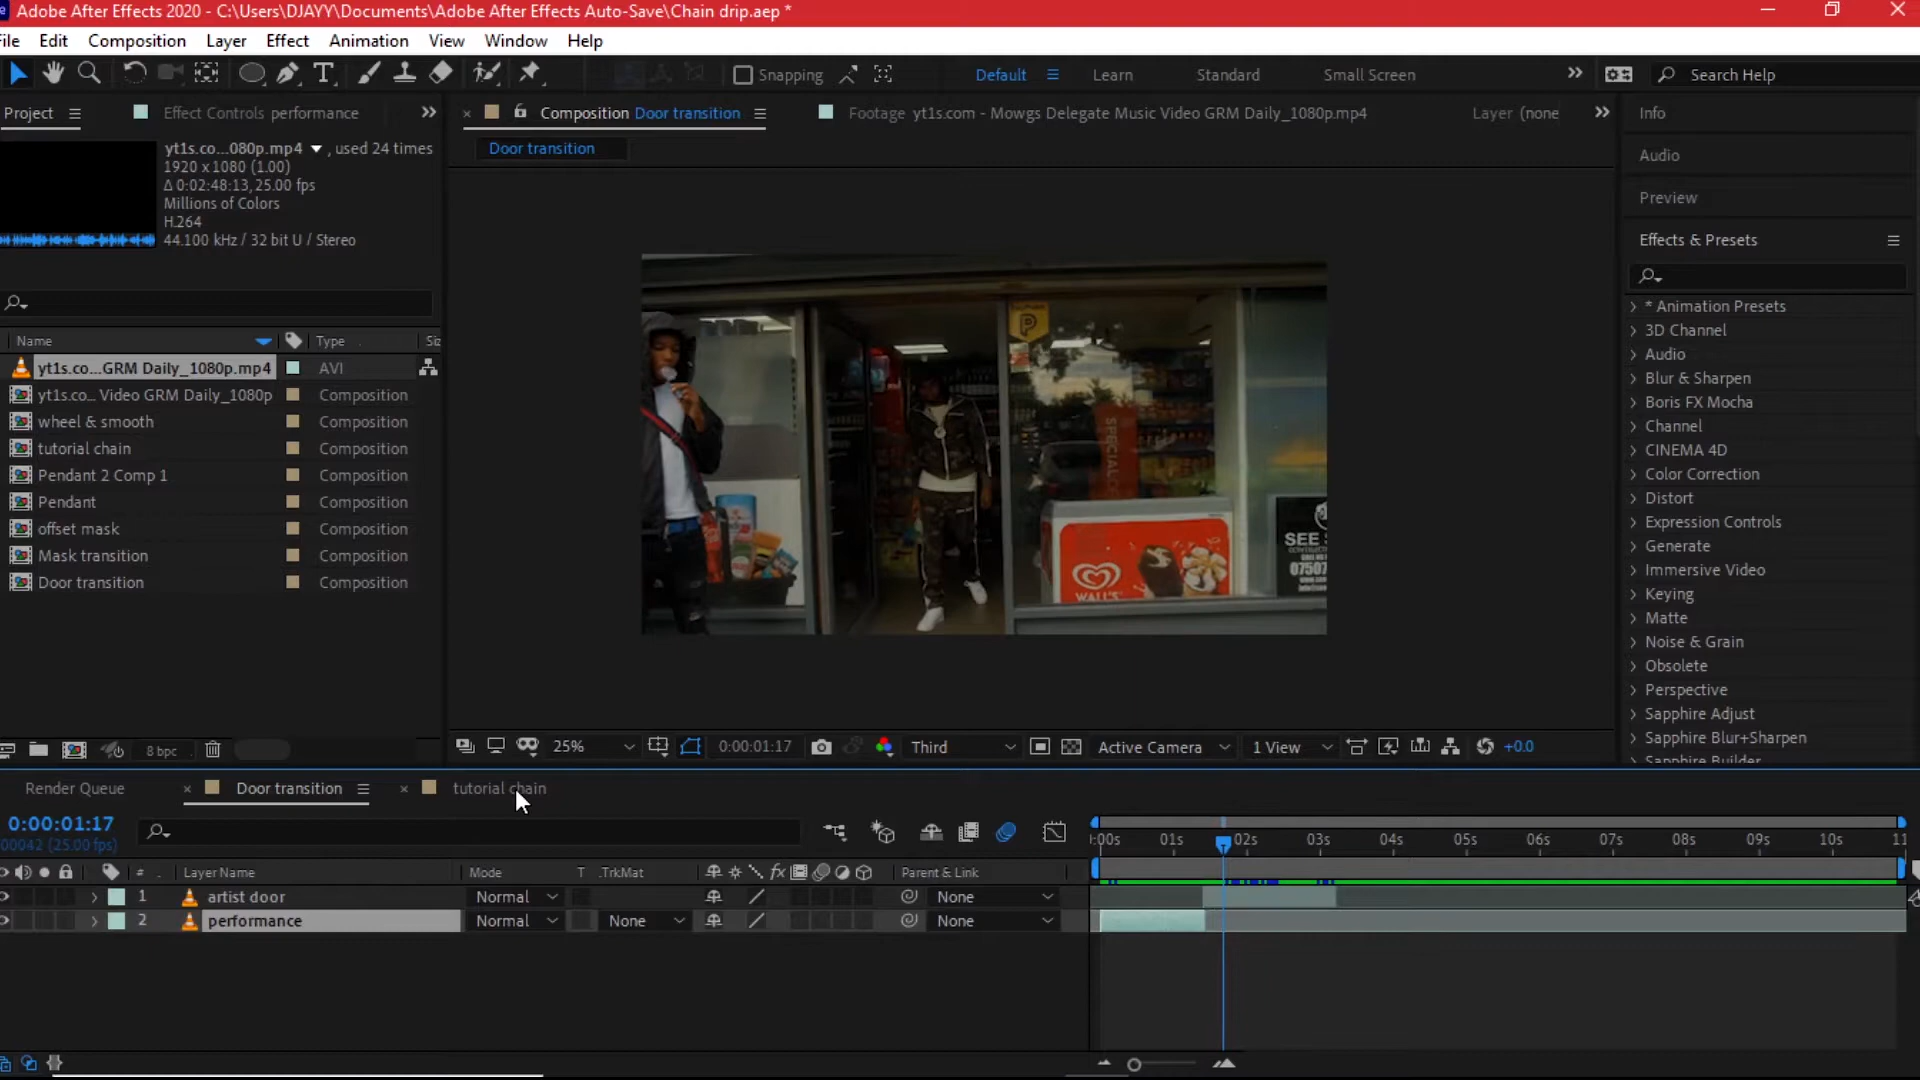 Adobe After Effects 2020 - C:\Users\DJAYY\Documents\Adobe After Effects Auto-Save\Chain drip.aep *
File Edit Composition Layer Effect Animation View Window Help
Snapping Default Learn Standard Small Screen Search Help
Project Effect Controls performance Composition Door transition Footage yt1s.com - Mowgs Delegate Music Video GRM Daily_1080p.mp4 Layer (none Info
yt1s.co...080p.mp4 , used 24 times
1920 x 1080 (1.00)
Δ 0:02:48:13, 25.00 fps
Millions of Colors
H.264
44.100 kHz / 32 bit U / Stereo
Door transition
Audio
Preview
Effects & Presets
* Animation Presets
3D Channel
Audio
Blur & Sharpen
Boris FX Mocha
Channel
CINEMA 4D
Color Correction
Distort
Expression Controls
Generate
Immersive Video
Keying
Matte
Noise & Grain
Obsolete
Perspective
Sapphire Adjust
Sapphire Blur+Sharpen
Sapphire Builder
Name Type Siz
yt1s.co...GRM Daily_1080p.mp4 AVI
yt1s.co... Video GRM Daily_1080p Composition
wheel & smooth Composition
tutorial chain Composition
Pendant 2 Comp 1 Composition
Pendant Composition
offset mask Composition
Mask transition Composition
Door transition Composition
SPECIAL
WALL'S
SEE
07507
8 bpc
25% 0:00:01:17 Third Active Camera 1 View +0.0
Render Queue Door transition tutorial chain
0:00:01:17
00042 (25.00 fps)
:00s 01s 02s 03s 04s 05s 06s 07s 08s 09s 10s 11
# Layer Name Mode T .TrkMat fx Parent & Link
1 artist door Normal None
2 performance Normal None None